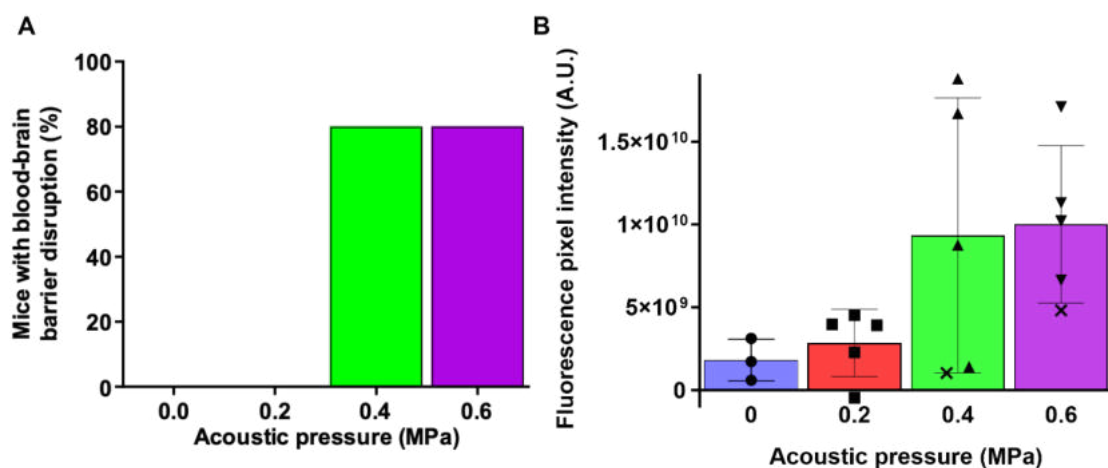 A
Mice with blood-brain
barrier disruption (%)
100
80
60
40
20
0
0.0 0.2 0.4 0.6
Acoustic pressure (MPa)
B
Fluorescence pixel intensity (A.U.)
1.5×10¹⁰
1×10¹⁰
5×10⁹
0
0 0.2 0.4 0.6
Acoustic pressure (MPa)